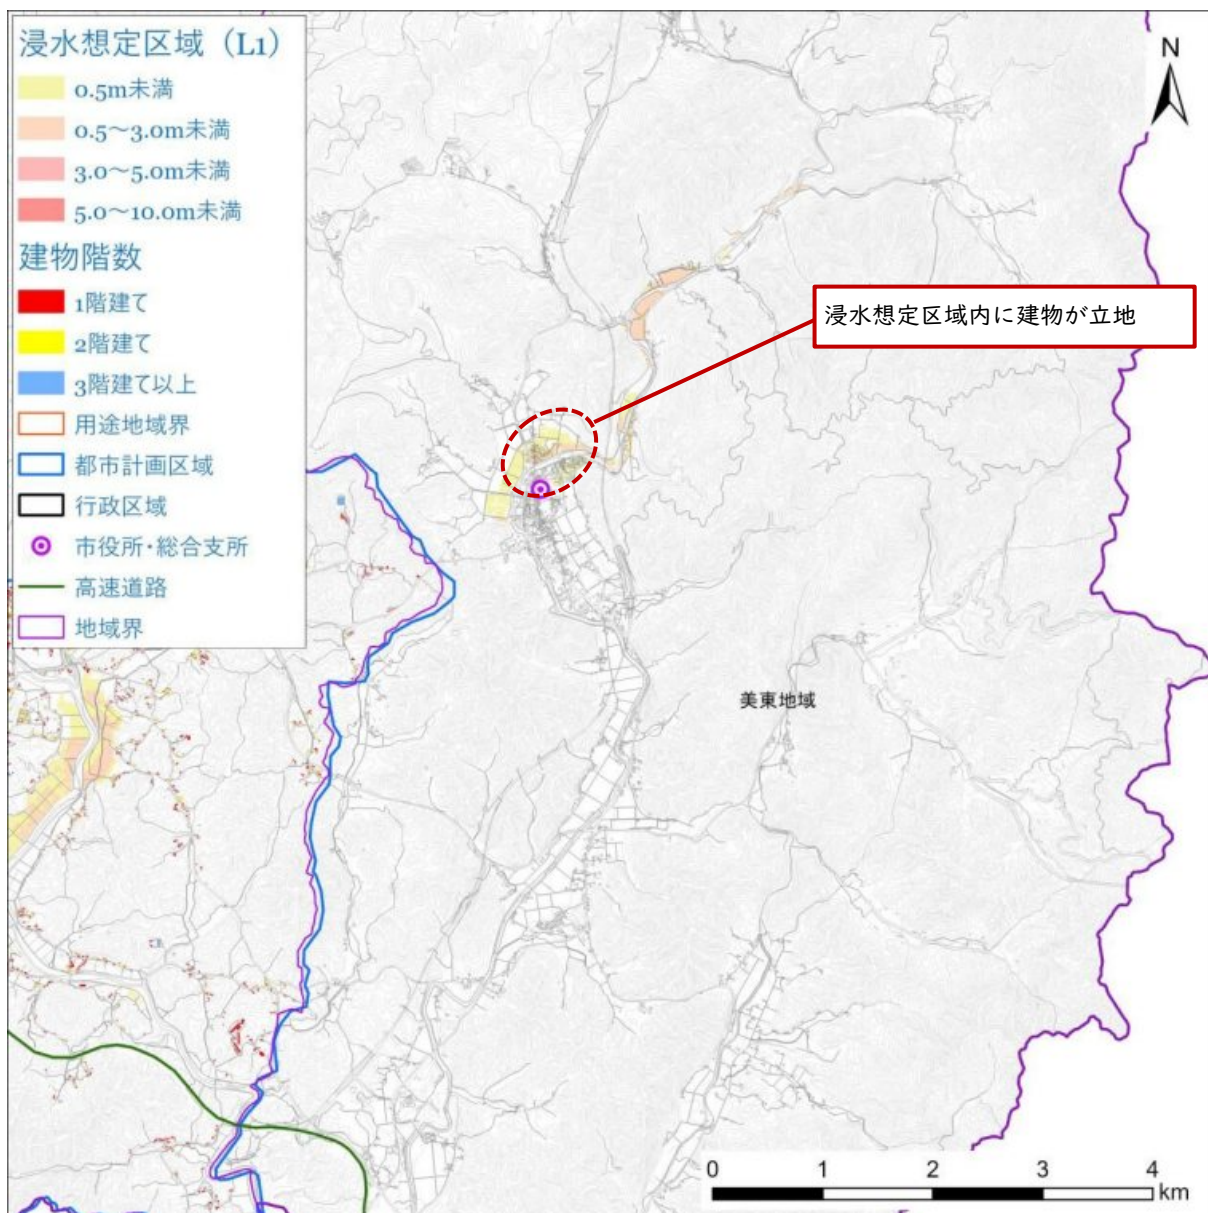 浸水想定区域（L1）
0.5m未満
0.5～3.0m未満
3.0～5.0m未満
5.0～10.0m未満
建物階数
1階建て
2階建て
3階建て以上
用途地域界
都市計画区域
行政区域
市役所・総合支所
高速道路
地域界
N
浸水想定区域内に建物が立地
美東地域
0 1 2 3 4
km